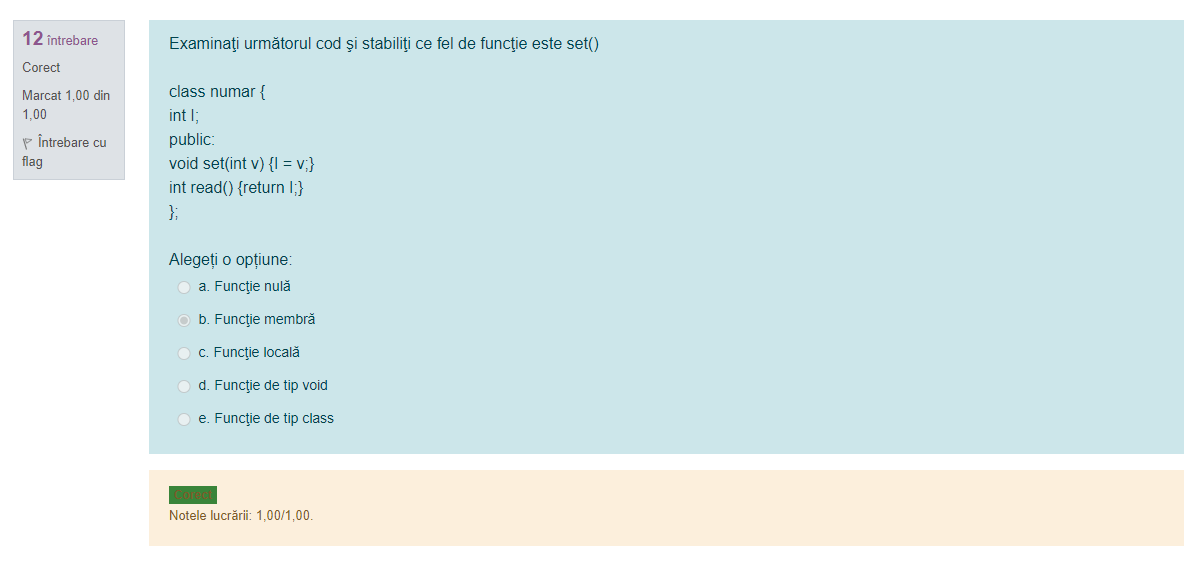 12 întrebare
Corect
Marcat 1,00 din
1,00
Întrebare cu
flag
Examinaţi următorul cod şi stabiliţi ce fel de funcţie este set()
class numar {
int I;
public:
void set(int v) {I = v;}
int read() {return I;}
};
Alegeți o opțiune:
a. Funcţie nulă
b. Funcţie membră
c. Funcţie locală
d. Funcţie de tip void
e. Funcţie de tip class
Corect
Notele lucrării: 1,00/1,00.